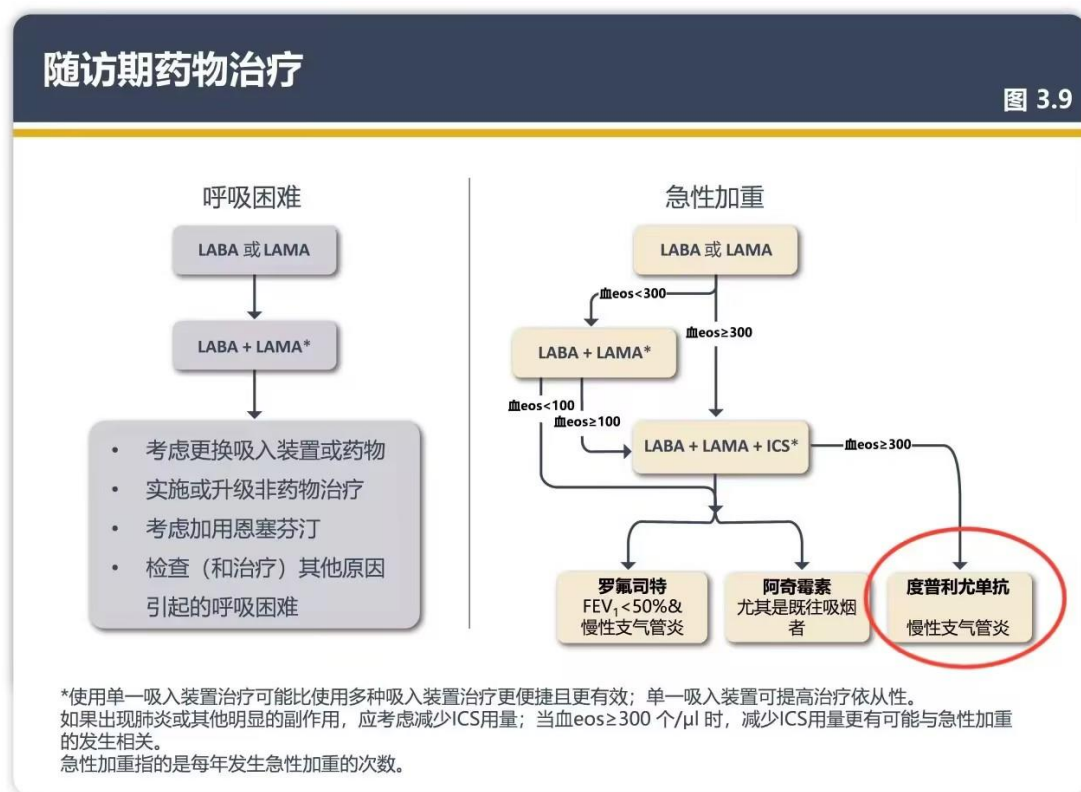 随访期药物治疗
图 3.9
呼吸困难
LABA 或 LAMA
LABA + LAMA*
• 考虑更换吸入装置或药物
• 实施或升级非药物治疗
• 考虑加用恩塞芬汀
• 检查（和治疗）其他原因
引起的呼吸困难
急性加重
LABA 或 LAMA
血eos<300
血eos≥300
LABA + LAMA*
血eos<100
血eos≥100
LABA + LAMA + ICS*
血eos≥300
罗氟司特
FEV₁<50%&
慢性支气管炎
阿奇霉素
尤其是既往吸烟
者
度普利尤单抗
慢性支气管炎
*使用单一吸入装置治疗可能比使用多种吸入装置治疗更便捷且更有效；单一吸入装置可提高治疗依从性。
如果出现肺炎或其他明显的副作用，应考虑减少ICS用量；当血eos≥300 个/μl 时，减少ICS用量更有可能与急性加重
的发生相关。
急性加重指的是每年发生急性加重的次数。